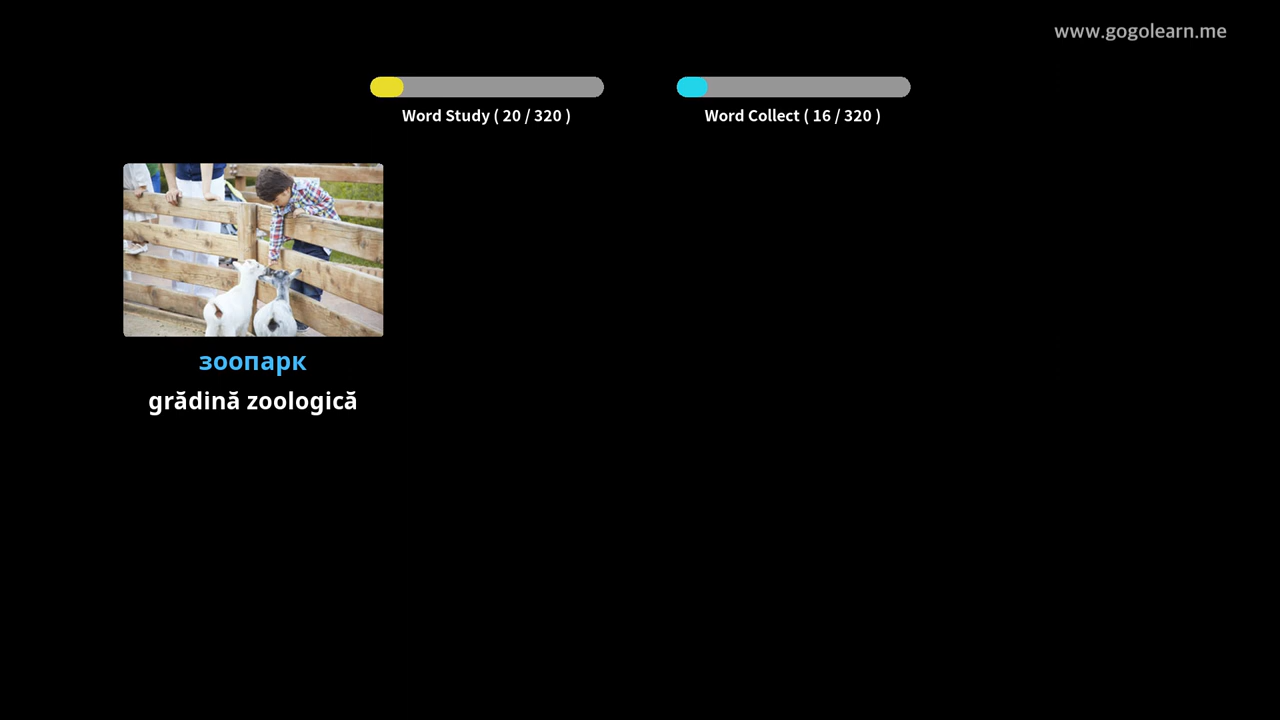 www.gogolearn.me
Word Study ( 20 / 320 )
Word Collect ( 16 / 320 )
зоопарк
grădină zoologică